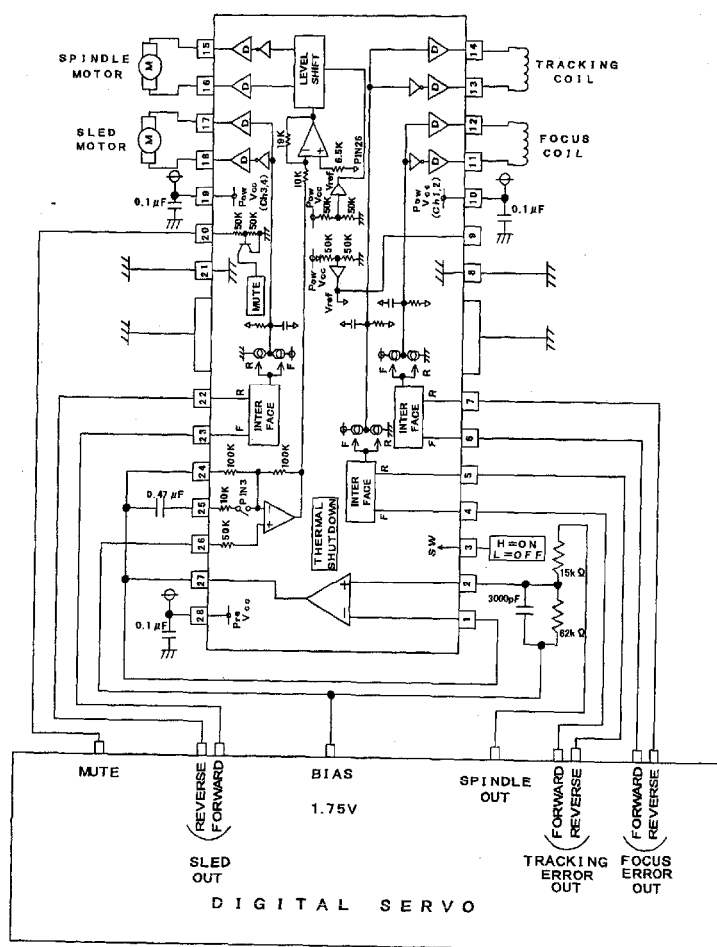 SPINDLE
MOTOR
M
15
16
D
D
LEVEL
SHIFT
D
D
14
13
TRACKING
COIL
SLED
MOTOR
M
17
18
D
D
19K
10K
6.5K
PIN26
D
D
12
11
FOCUS
COIL
0.1μF
19
Pow
Vcc
(Ch3,4)
Pow
Vcc
50K
50K
Vref
Pow
Vcc
(Ch1,2)
10
0.1μF
20
50K
50K
MUTE
Pow
Vcc
50K
50K
Vref
9
21
8
R
F
22
23
R
F
INTER
FACE
F
R
INTER
FACE
R
F
7
6
F
R
INTER
FACE
R
F
5
4
24
100K
100K
0.47μF
25
10K
PIN3
26
50K
THERMAL
SHUTDOWN
SW
3
H=ON
L=OFF
27
2
3000pF
15kΩ
82kΩ
0.1μF
28
Pre
Vcc
1
MUTE
REVERSE
FORWARD
SLED
OUT
BIAS
1.75V
SPINDLE
OUT
FORWARD
REVERSE
TRACKING
ERROR
OUT
FORWARD
REVERSE
FOCUS
ERROR
OUT
DIGITAL SERVO